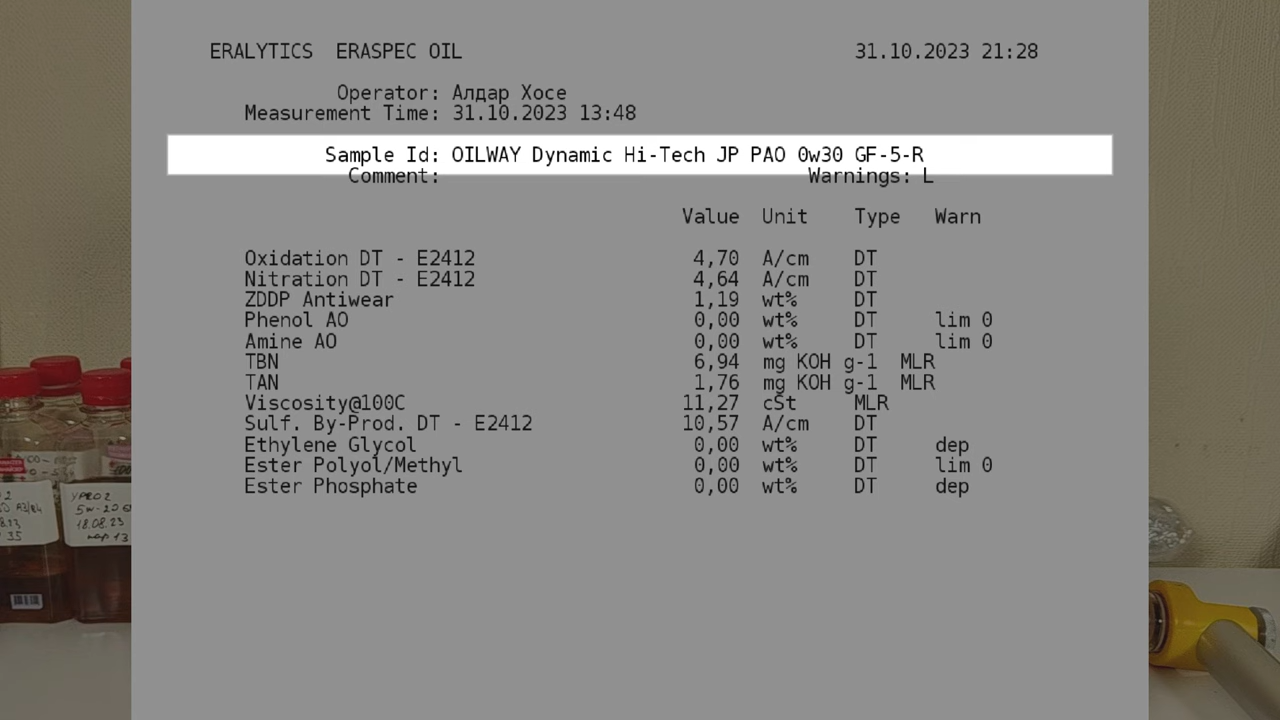 ERALYTICS ERASPEC OIL 31.10.2023 21:28
Operator: Алдар Хосе
Measurement Time: 31.10.2023 13:48
Sample Id: OILWAY Dynamic Hi-Tech JP PAO 0w30 GF-5-R
Comment: Warnings: L
Value Unit Type Warn
Oxidation DT - E2412 4,70 A/cm DT
Nitration DT - E2412 4,64 A/cm DT
ZDDP Antiwear 1,19 wt% DT
Phenol AO 0,00 wt% DT lim 0
Amine AO 0,00 wt% DT lim 0
TBN 6,94 mg KOH g-1 MLR
TAN 1,76 mg KOH g-1 MLR
Viscosity@100C 11,27 cSt MLR
Sulf. By-Prod. DT - E2412 10,57 A/cm DT
Ethylene Glycol 0,00 wt% DT dep
Ester Polyol/Methyl 0,00 wt% DT lim 0
Ester Phosphate 0,00 wt% DT dep
УPRO2
5w-20
18.08.23